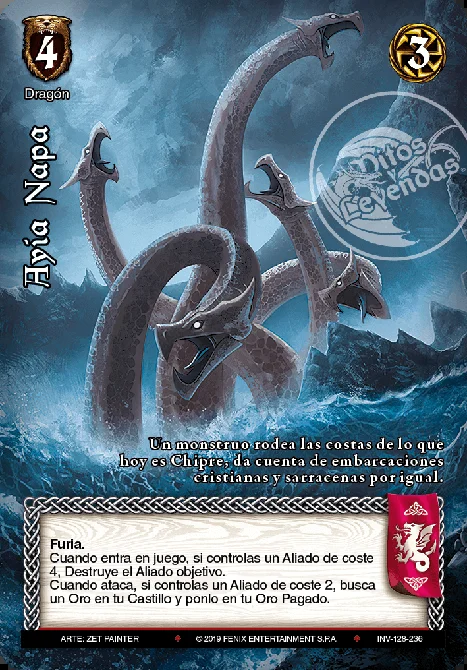 4
3
Dragón
Ayia Napa
Mitos
y
Leyendas
Un monstruo rodea las costas de lo que
hoy es Chipre; da cuenta de embarcaciones
cristianas y sarracenas por igual.
Furia.
Cuando entra en juego, si controlas un Aliado de coste
4, Destruye el Aliado objetivo.
Cuando ataca, si controlas un Aliado de coste 2, busca
un Oro en tu Castillo y ponlo en tu Oro Pagado.
ARTE: ZET PAINTER © 2019 FENIX ENTERTAINMENT S.P.A. INV-128-236